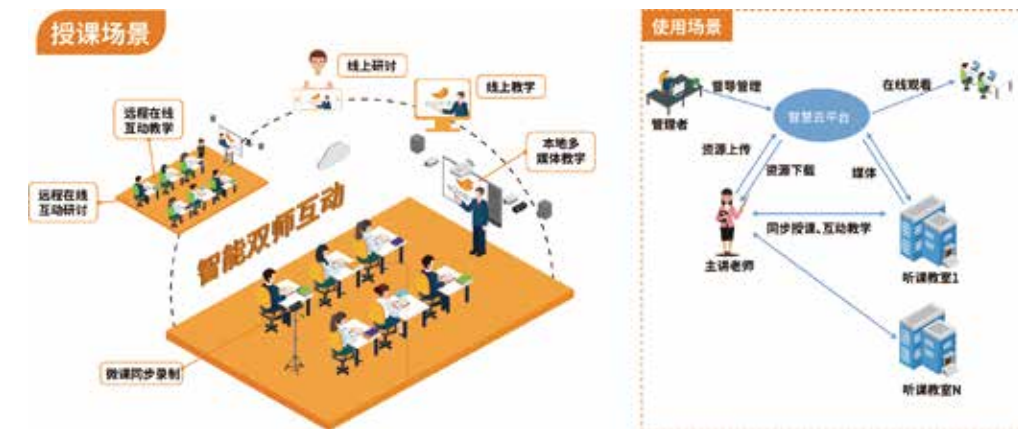 授课场景
线上研讨
线上教学
远程在线
互动教学
本地多
媒体教学
远程在线
互动研讨
智能双师互动
微课同步录制
使用场景
督导管理
在线观看
管理者
智慧云平台
资源上传
资源下载
媒体
同步授课、互动教学
主讲老师
听课教室1
听课教室N